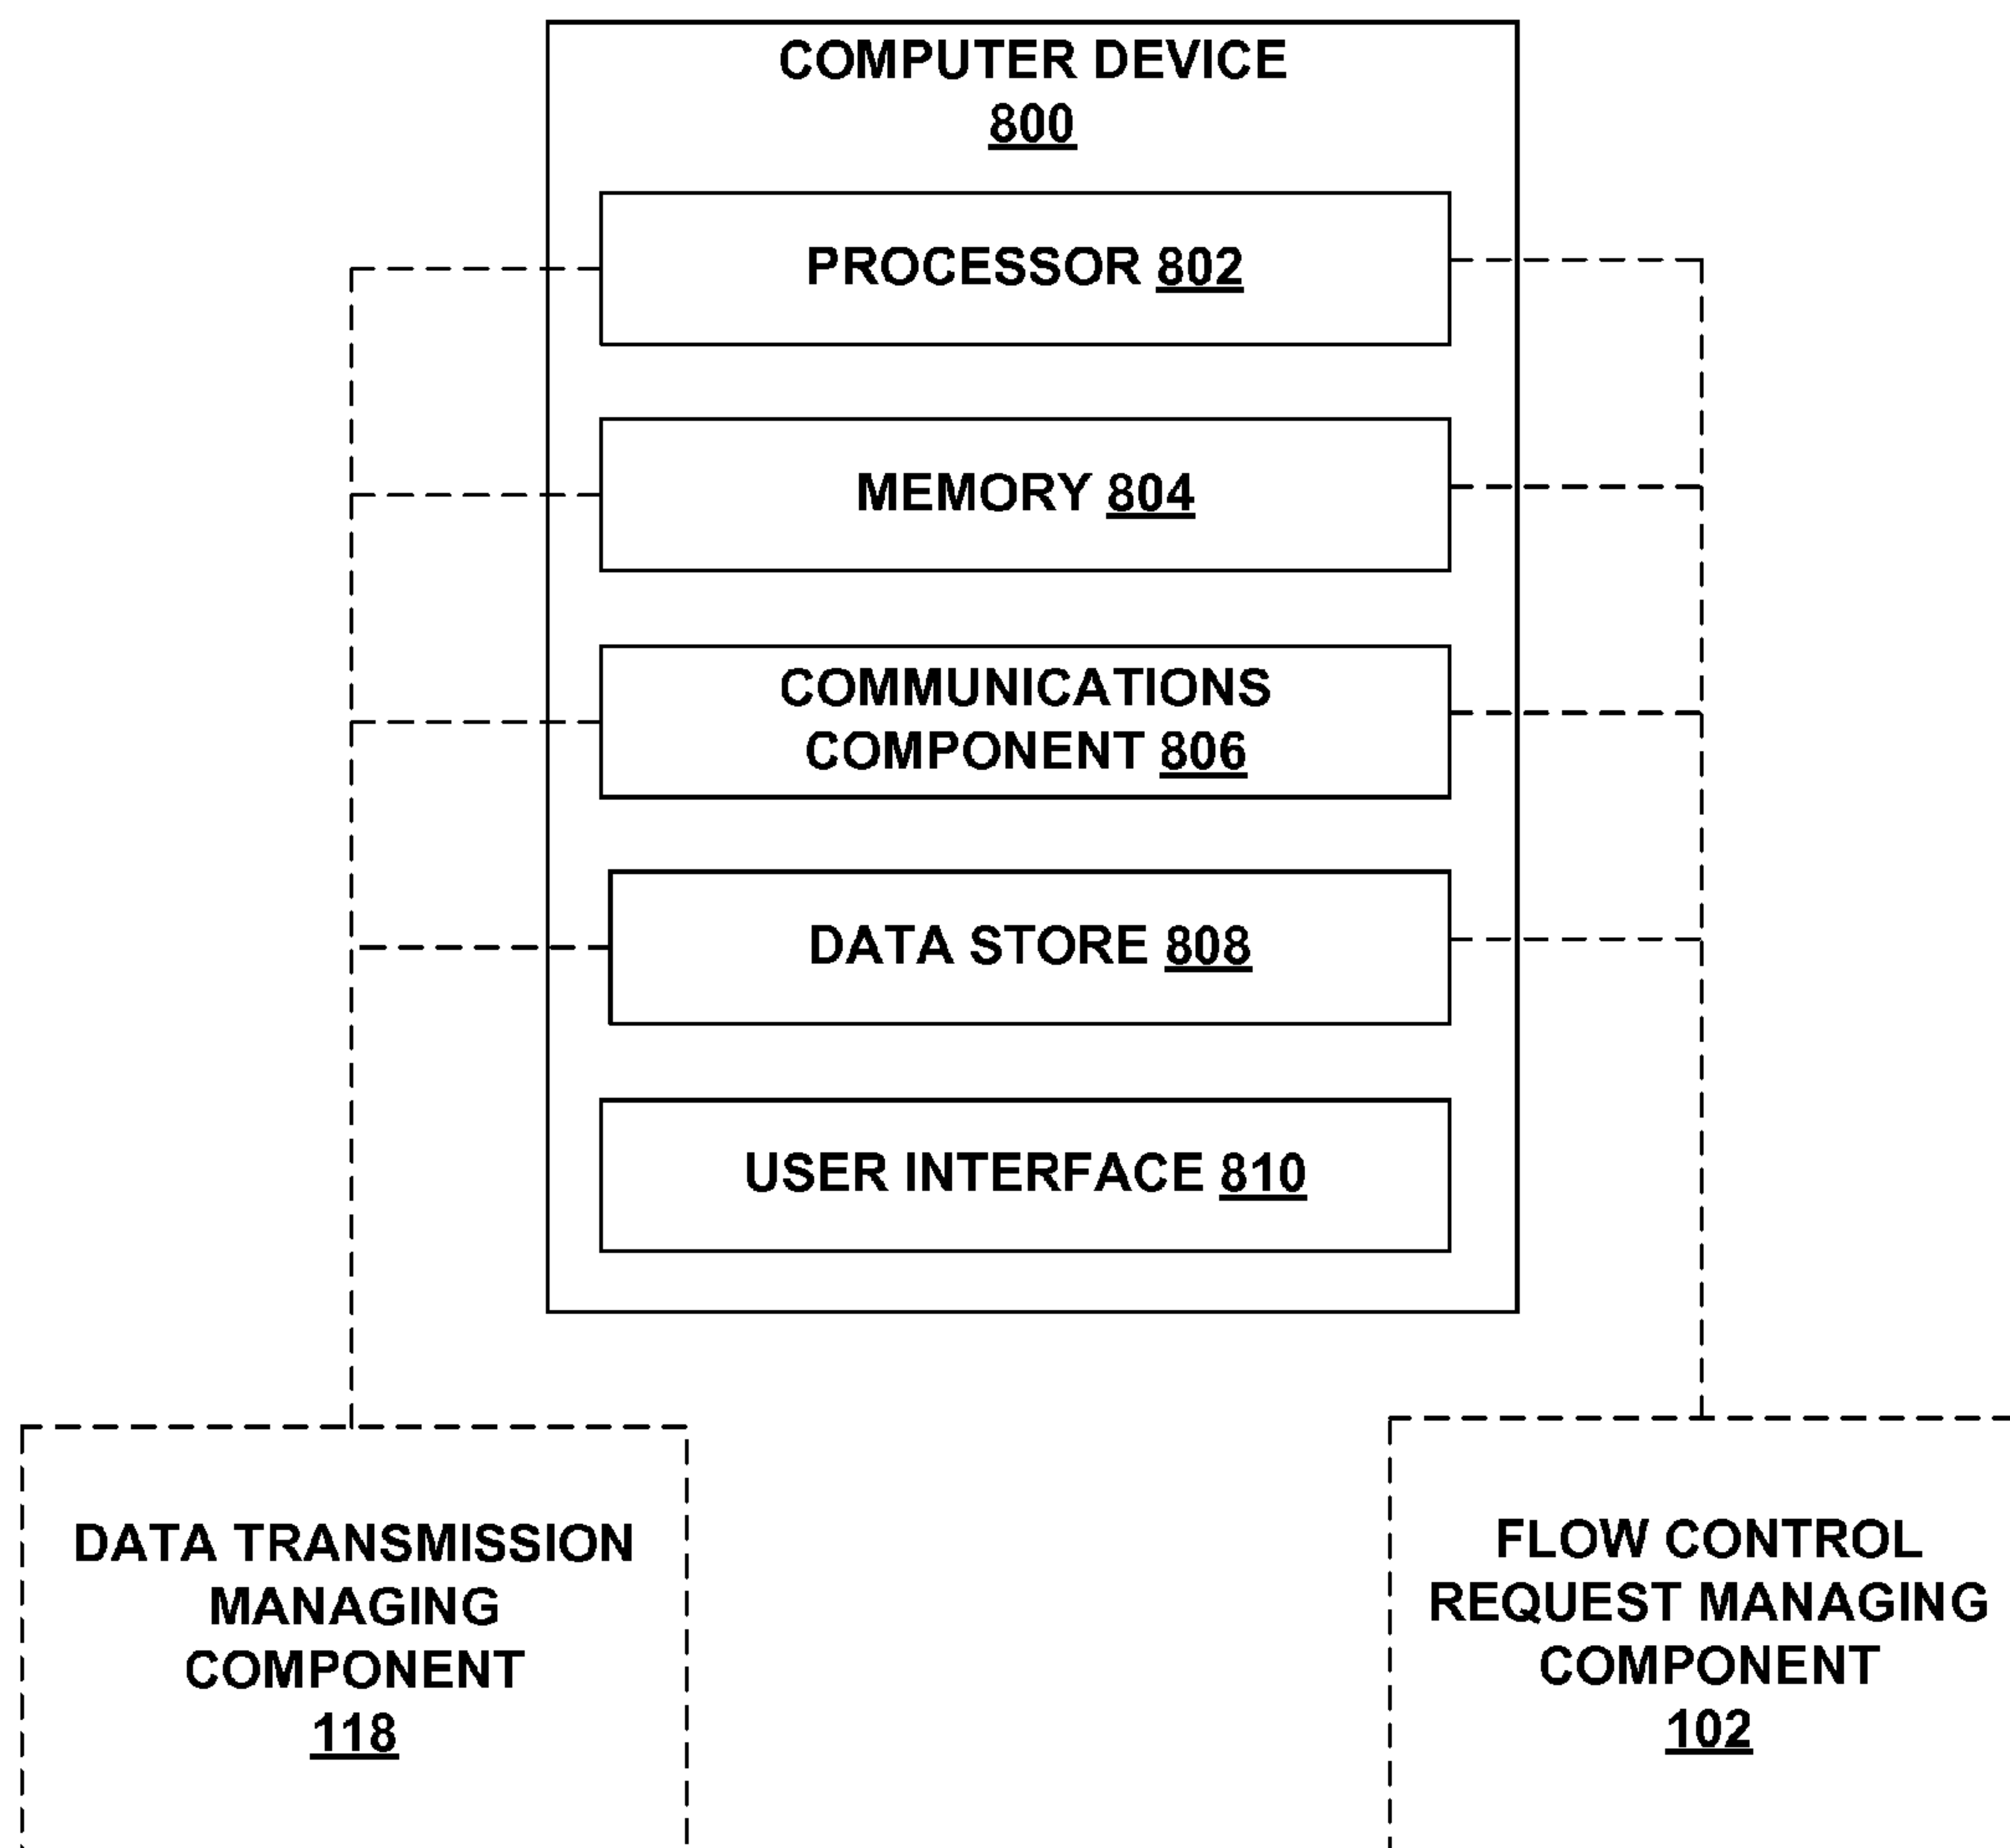 COMPUTER DEVICE
800
PROCESSOR 802
MEMORY 804
COMMUNICATIONS
COMPONENT 806
DATA STORE 808
USER INTERFACE 810
DATA TRANSMISSION
MANAGING
COMPONENT
118
FLOW CONTROL
REQUEST MANAGING
COMPONENT
102